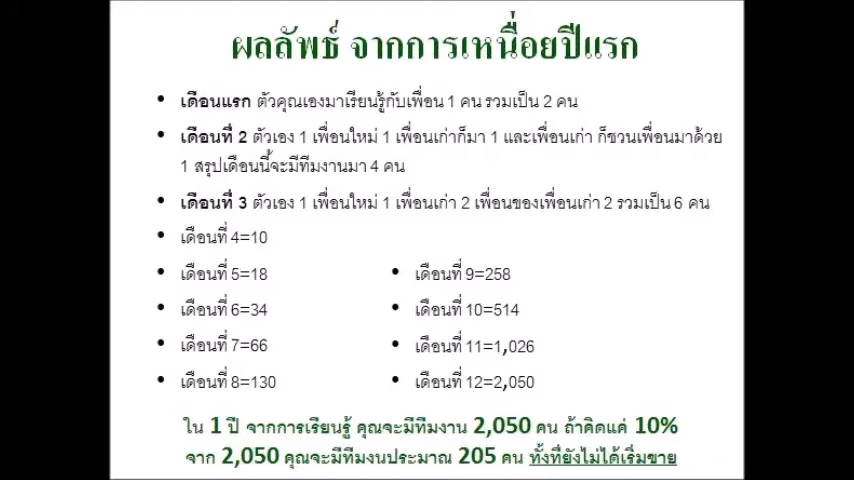 ผลลัพธ์ จากการเหนื่อยปีแรก
• เดือนแรก ตัวคุณเองมาเรียนรู้กับเพื่อน 1 คน รวมเป็น 2 คน
• เดือนที่ 2 ตัวเอง 1 เพื่อนใหม่ 1 เพื่อนเก่าก็มา 1 และเพื่อนเก่า ก็ชวนเพื่อนมาด้วย
1 สรุปเดือนนี้จะมีทีมงานมา 4 คน
• เดือนที่ 3 ตัวเอง 1 เพื่อนใหม่ 1 เพื่อนเก่า 2 เพื่อนของเพื่อนเก่า 2 รวมเป็น 6 คน
• เดือนที่ 4=10
• เดือนที่ 5=18
• เดือนที่ 6=34
• เดือนที่ 7=66
• เดือนที่ 8=130
• เดือนที่ 9=258
• เดือนที่ 10=514
• เดือนที่ 11=1,026
• เดือนที่ 12=2,050
ใน 1 ปี จากการเรียนรู้ คุณจะมีทีมงาน 2,050 คน ถ้าคิดแค่ 10%
จาก 2,050 คุณจะมีทีมงนประมาณ 205 คน ทั้งที่ยังไม่ได้เริ่มขาย